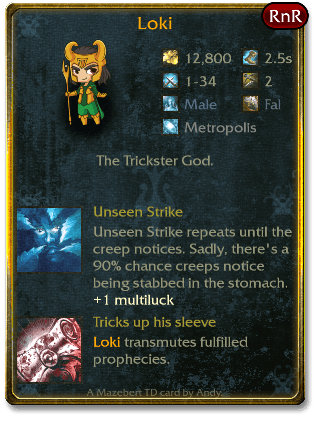 RnR
Loki
12,800
2.5s
1-34
2
Male
Fal
Metropolis
The Trickster God.
Unseen Strike
Unseen Strike repeats until the
creep notices. Sadly, there's a
90% chance creeps notice
being stabbed in the stomach.
+1 multiluck
Tricks up his sleeve
Loki transmutes fulfilled
prophecies.
A Mazebert TD card by Andy.